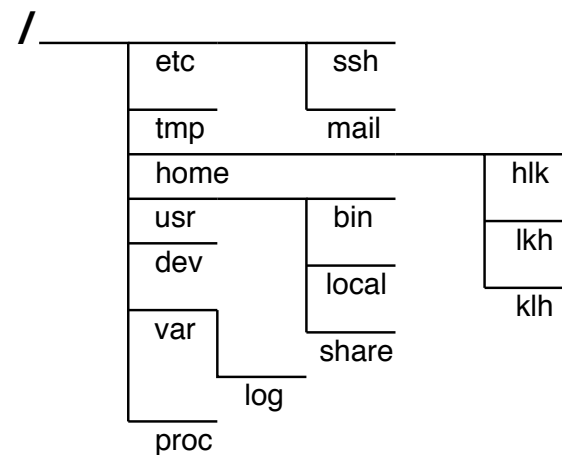 /
etc ssh
tmp mail
home hlk
usr bin lkh
dev
local klh
var share
log
proc